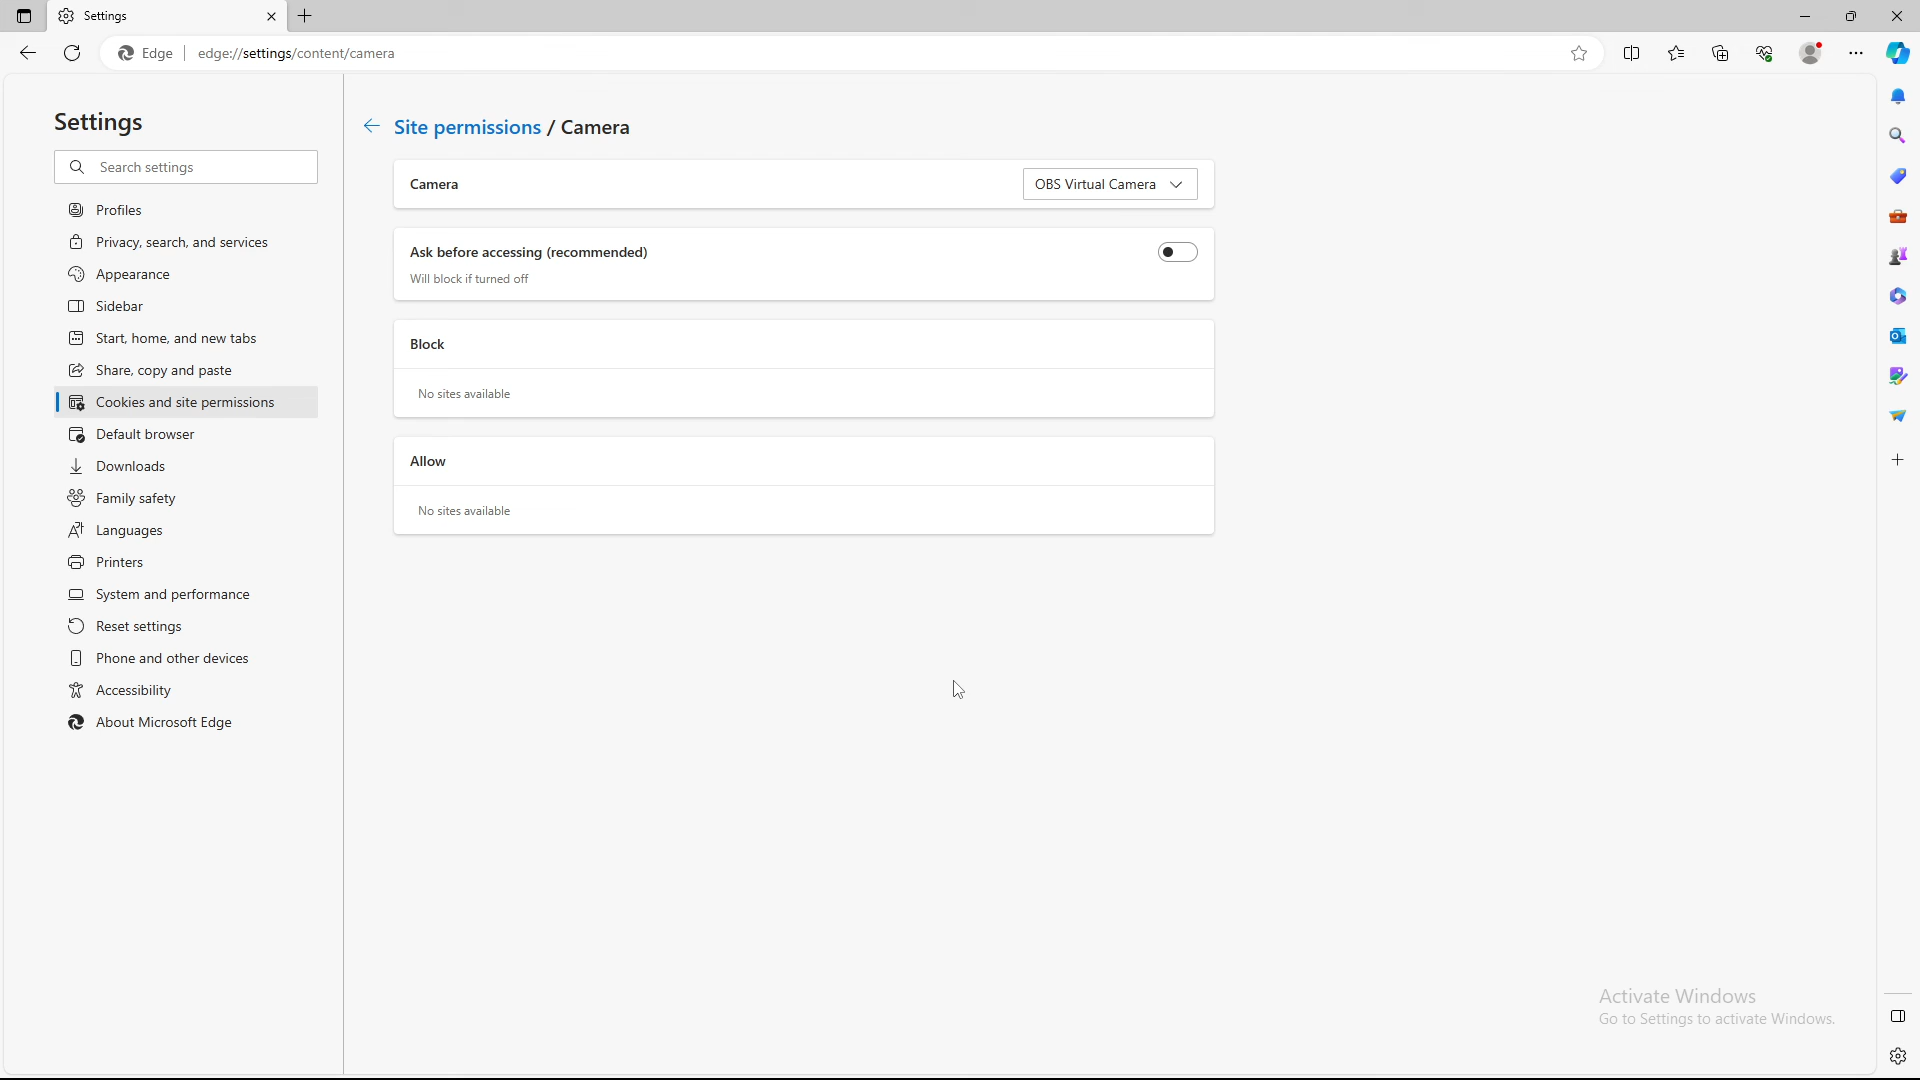 Settings
Edge
edge://settings/content/camera
Settings
Search settings
Profiles
Privacy, search, and services
Appearance
Sidebar
Start, home, and new tabs
Share, copy and paste
Cookies and site permissions
Default browser
Downloads
Family safety
Languages
Printers
System and performance
Reset settings
Phone and other devices
Accessibility
About Microsoft Edge
Site permissions / Camera
Camera
OBS Virtual Camera
Ask before accessing (recommended)
Will block if turned off
Block
No sites available
Allow
No sites available
Activate Windows
Go to Settings to activate Windows.